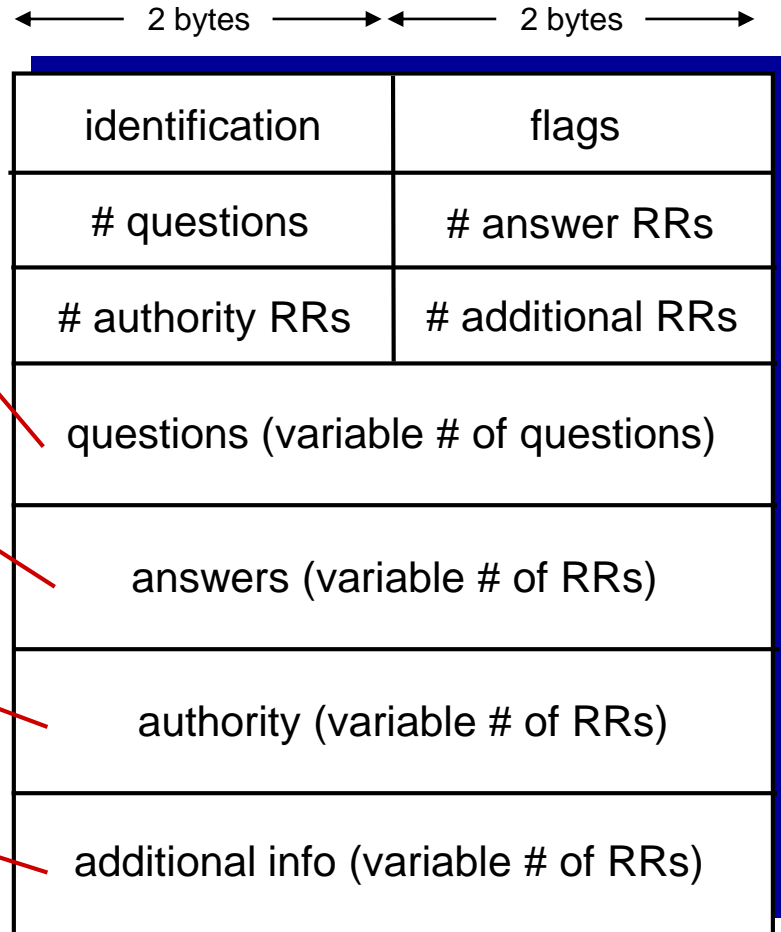 2 bytes 2 bytes
identification flags
# questions # answer RRs
# authority RRs # additional RRs
questions (variable # of questions)
answers (variable # of RRs)
authority (variable # of RRs)
additional info (variable # of RRs)